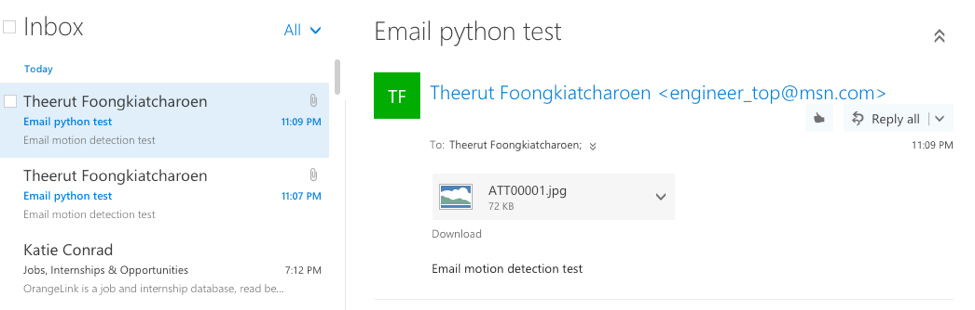 Inbox
All
Today
Theerut Foongkiatcharoen
Email python test 11:09 PM
Email motion detection test
Theerut Foongkiatcharoen
Email python test 11:07 PM
Email motion detection test
Katie Conrad
Jobs, Internships & Opportunities 7:12 PM
OrangeLink is a job and internship database, read be...
Email python test
TF
Theerut Foongkiatcharoen <engineer_top@msn.com>
Reply all
To: Theerut Foongkiatcharoen; 11:09 PM
ATT00001.jpg
72 KB
Download
Email motion detection test